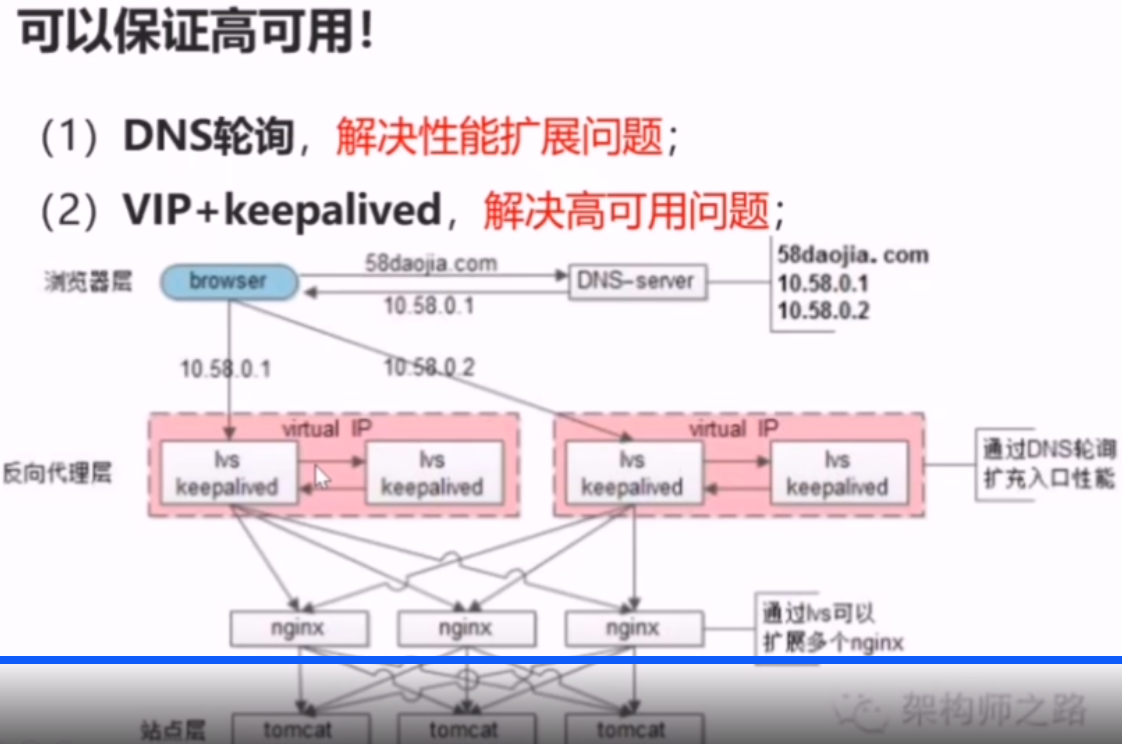 可以保证高可用！
（1）DNS轮询，解决性能扩展问题；
（2）VIP+keepalived，解决高可用问题；
浏览器层
browser
58daojia.com
10.58.0.1
DNS-server
58daojia.com
10.58.0.1
10.58.0.2
10.58.0.1
10.58.0.2
反向代理层
virtual IP
lvs
keepalived
lvs
keepalived
virtual IP
lvs
keepalived
lvs
keepalived
通过DNS轮询
扩充入口性能
nginx
nginx
nginx
通过lvs可以
扩展多个nginx
站点层
tomcat
tomcat
tomcat
架构师之路